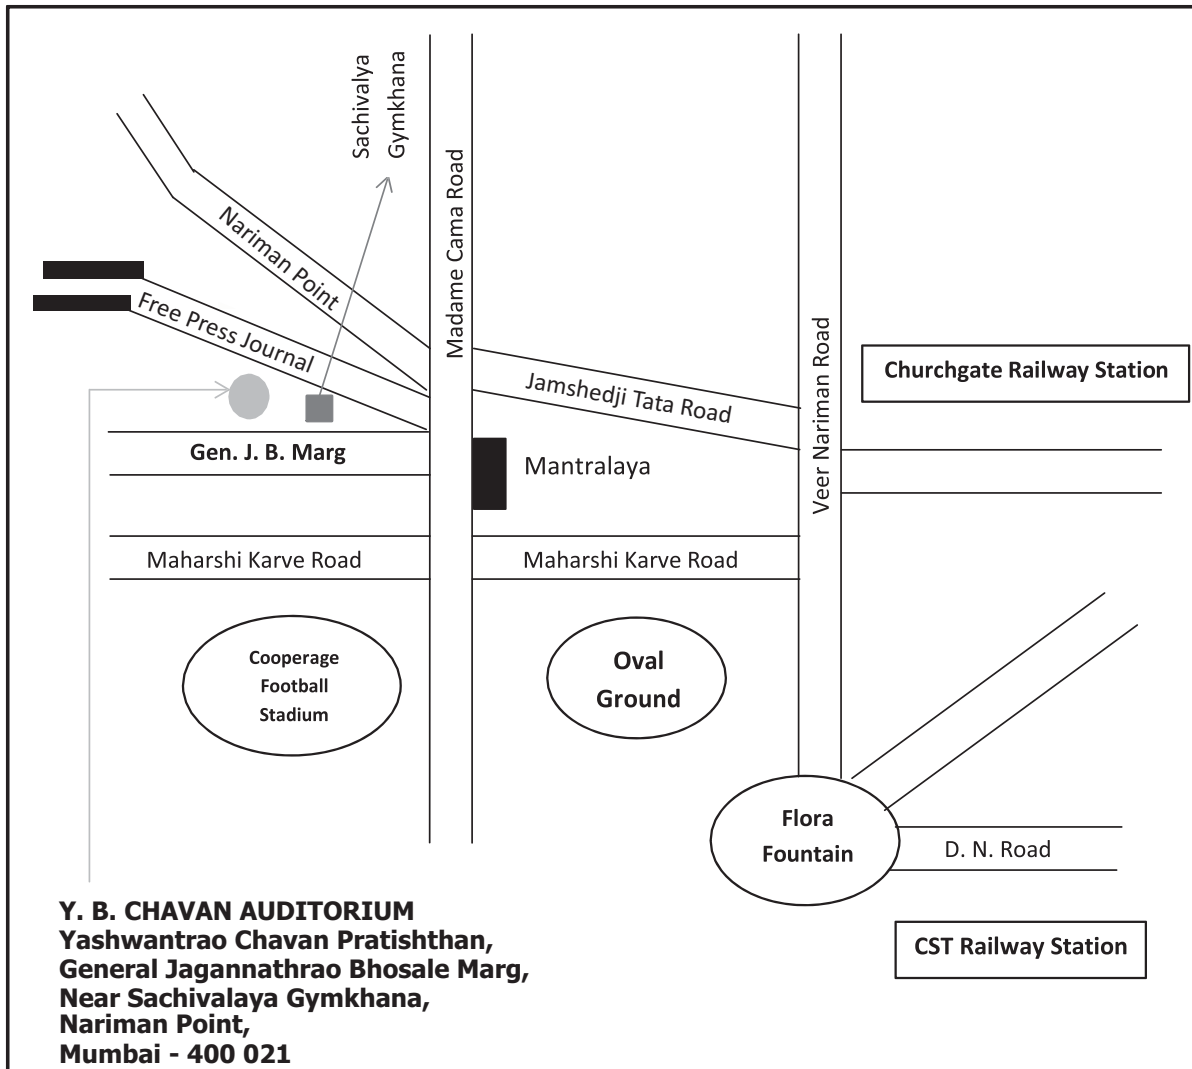 Sachivalya
Gymkhana
Madame Cama Road
Nariman Point
Free Press Journal
Veer Nariman Road
Churchgate Railway Station
Jamshedji Tata Road
Gen. J. B. Marg
Mantralaya
Maharshi Karve Road
Maharshi Karve Road
Cooperage
Football
Stadium
Oval
Ground
Flora
Fountain
D. N. Road
CST Railway Station
Y. B. CHAVAN AUDITORIUM
Yashwantrao Chavan Pratishthan,
General Jagannathrao Bhosale Marg,
Near Sachivalaya Gymkhana,
Nariman Point,
Mumbai - 400 021